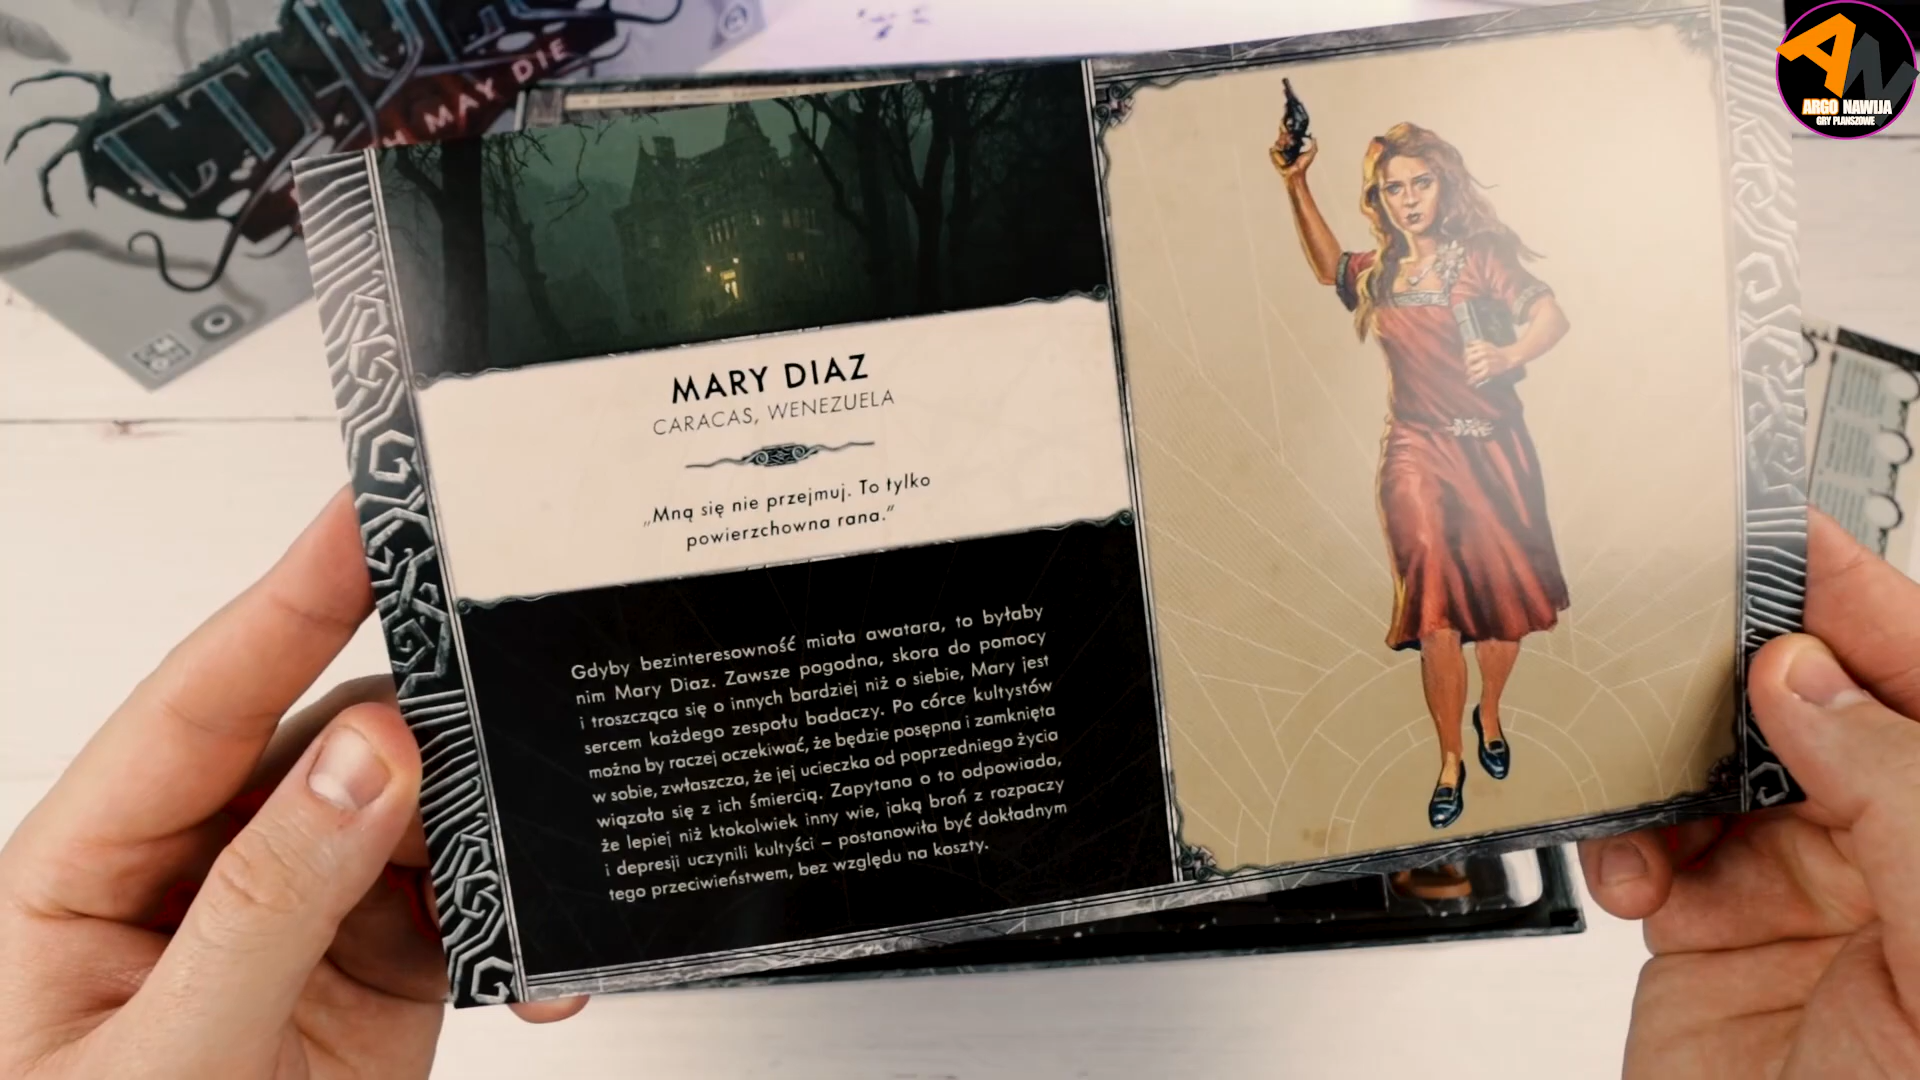 CTHU
MAY DIE
AN
ARGO NAWIJA
GRY PLANSZOWE
MARY DIAZ
CARACAS, WENEZUELA
„Mną się nie przejmuj. To tylko
powierzchowna rana.”
Gdyby bezinteresowność miała awatara, to byłaby
nim Mary Diaz. Zawsze pogodna, skora do pomocy
i troszcząca się o innych bardziej niż o siebie, Mary jest
sercem każdego zespołu badaczy. Po córce kultystów
można by raczej oczekiwać, że będzie posępna i zamknięta
w sobie, zwłaszcza, że jej ucieczka od poprzedniego życia
wiązała się z ich śmiercią. Zapytana o to odpowiada,
że lepiej niż ktokolwiek inny wie, jaką broń z rozpaczy
i depresji uczynili kultyści – postanowiła być dokładnym
tego przeciwieństwem, bez względu na koszty.